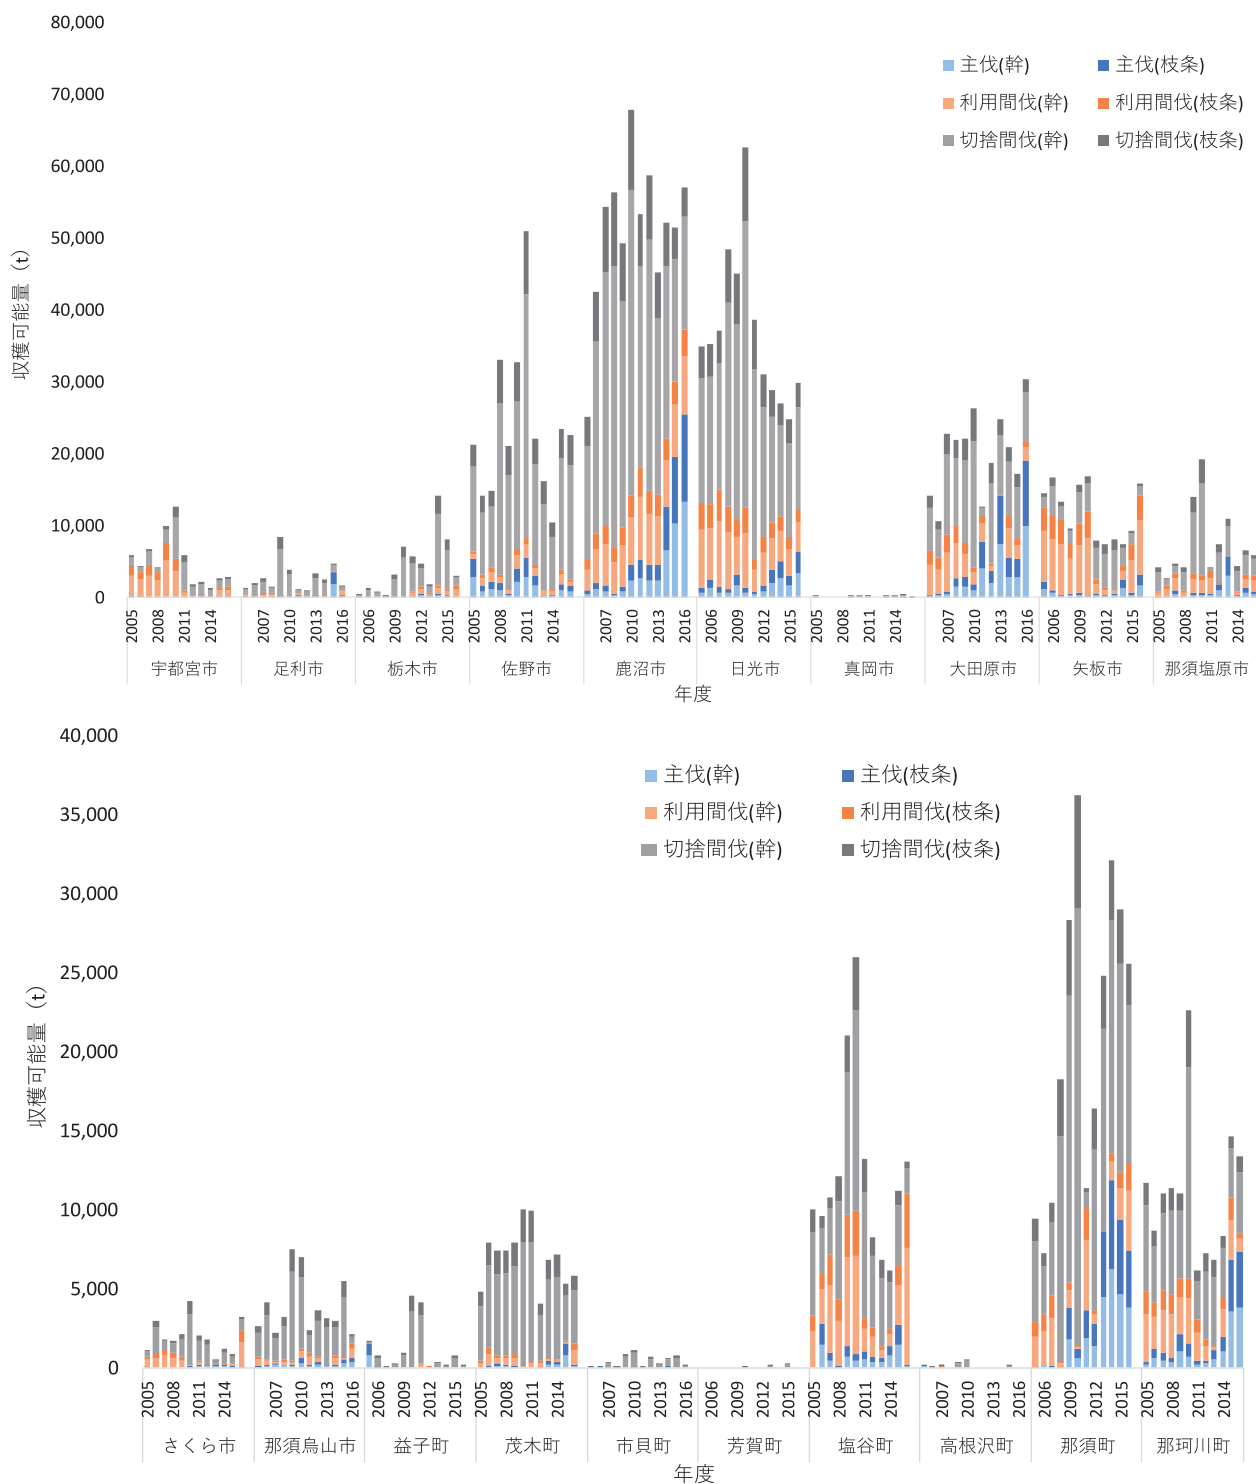 80,000
70,000
60,000
50,000
40,000
30,000
20,000
10,000
0
収穫可能量（t）
主伐(幹) 主伐(枝条)
利用間伐(幹) 利用間伐(枝条)
切捨間伐(幹) 切捨間伐(枝条)
2005 2008 2011 2014 2007 2010 2013 2016 2006 2009 2012 2015 2005 2008 2011 2014 2007 2010 2013 2016 2006 2009 2012 2015 2005 2008 2011 2014 2007 2010 2013 2016 2006 2009 2012 2015 2005 2008 2011 2014
宇都宮市 足利市 栃木市 佐野市 鹿沼市 日光市 真岡市 大田原市 矢板市 那須塩原市
年度
40,000
35,000
30,000
25,000
20,000
15,000
10,000
5,000
0
収穫可能量（t）
主伐(幹) 主伐(枝条)
利用間伐(幹) 利用間伐(枝条)
切捨間伐(幹) 切捨間伐(枝条)
2005 2008 2011 2014 2007 2010 2013 2016 2006 2009 2012 2015 2005 2008 2011 2014 2007 2010 2013 2016 2006 2009 2012 2015 2005 2008 2011 2014 2007 2010 2013 2016 2006 2009 2012 2015 2005 2008 2011 2014
さくら市 那須烏山市 益子町 茂木町 市貝町 芳賀町 塩谷町 高根沢町 那須町 那珂川町
年度